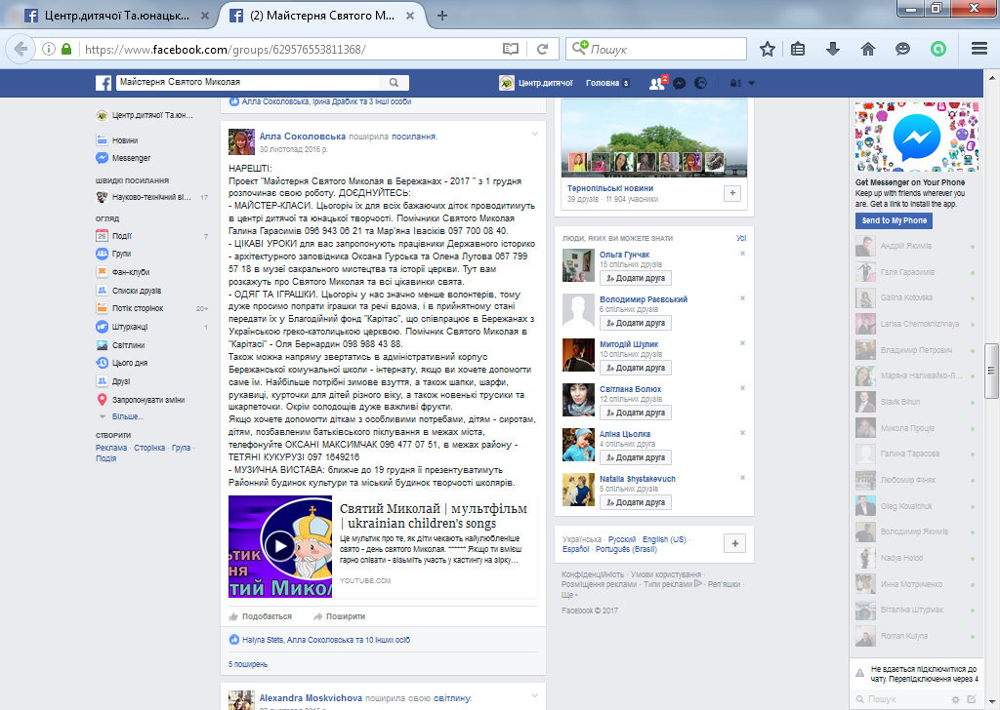 Центр.дитячої Та.юнацьк...
(2) Майстерня Святого М...
https://www.facebook.com/groups/629576553811368/
Пошук
Майстерня Святого Миколая
Центр.дитячої
Головна 3
2
Центр.дитячої Та.юн...
Новини
Messenger
ШВИДКІ ПОСИЛАННЯ
Науково-технічний ві... 17
ОГЛЯД
26 Події 7
Групи
Фан-клуби
Списки друзів
Потік сторінок 20+
Штурханці 1
Світлини
Цього дня
Друзі
Запропонувати зміни
Більше...
СТВОРИТИ
Реклама · Сторінка · Група ·
Подія
Алла Соколовська, Ірина Драбик та 3 інші особи
Алла Соколовська поширила посилання.
30 листопад 2016 р.
НАРЕШТІ:
Проект "Майстерня Святого Миколая в Бережанах - 2017 " з 1 грудня
розпочинає свою роботу. ДОЄДНУЙТЕСЬ:
- МАЙСТЕР-КЛАСИ. Цьогоріч їх для всіх бажаючих діток проводитимуть
в центрі дитячої та юнацької творчості. Помічники Святого Миколая
Галина Гарасимів 096 943 06 21 та Мар'яна Івасіків 097 700 08 40.
- ЦІКАВІ УРОКИ для вас запропонують працівники Державного історико
- архітектурного заповідника Оксана Гурська та Олена Лугова 067 799
57 18 в музеї сакрального мистецтва та історії церкви. Тут вам
розкажуть про Святого Миколая та всі цікавинки свята.
- ОДЯГ ТА ІГРАШКИ. Цьогоріч у нас значно менше волонтерів, тому
дуже просимо попрати іграшки та речі вдома, і в прийнятному стані
передати їх у Благодійний фонд "Карітас", що співпрацює в Бережанах з
Українською греко-католицькою церквою. Помічник Святого Миколая в
"Карітасі" - Оля Бернардин 098 988 43 88.
Також можна напряму звертатись в адміністративний корпус
Бережанської комунальної школи - інтернату, якщо ви хочете допомогти
саме їм. Найбільше потрібні зимове взуття, а також шапки, шарфи,
рукавиці, курточки для дітей різного віку, а також новенькі трусики та
шкарпеточки. Окрім солодощів дуже важливі фрукти.
Якщо хочете допомогти діткам з особливими потребами, дітям - сиротам,
дітям, позбавленим батьківського піклування в межах міста,
телефонуйте ОКСАНІ МАКСИМЧАК 096 477 07 51, в межах району -
ТЕТЯНІ КУКУРУЗІ 097 1649216
- МУЗИЧНА ВИСТАВА: ближче до 19 грудня її презентуватимуть
Районний будинок культури та міський будинок творчості школярів.
Святий Миколай | мультфільм
| ukrainian children's songs
Це мультик про те, як діти чекають найулюбленіше
свято - день святого Миколая. ****** Якщо ти вмієш
гарно співати - візьміть участь у кастингу на зірку...
YOUTUBE.COM
Подобається
Поширити
Halyna Stets, Алла Соколовська та 10 інших осіб
5 поширень
Alexandra Moskvichova поширила свою світлину.
Тернопільські новини
39 друзів · 11 904 учасники
ЛЮДИ, ЯКИХ ВИ МОЖЕТЕ ЗНАТИ
Усі
Ольга Гунчак
15 спільних друзів
Додати друга
Володимир Раєвський
6 спільних друзів
Додати друга
Митодій Шулик
10 спільних друзів
Додати друга
Світлана Болюх
12 спільних друзів
Додати друга
Аліна Цьолка
4 спільних друга
Додати друга
Natalia Shystakevuch
5 спільних друзів
Додати друга
Українська · Русский · English (US) ·
Español · Português (Brasil)
Конфіденційність · Умови користування ·
Розміщення реклами · Типи реклами · Реп'яшки ·
Ще
Facebook © 2017
Get Messenger on Your Phone
Keep up with friends wherever you
are. Get a link to install the app.
Send to My Phone
Андрій Якимів
Галя Гарасимів
Galina Kotovska
Larisa Chernoknizhnaya
Владимир Петрович
Маряна Наливайко-Л...
Slavik Bihun
Микола Проців
Галина Тарасова
Любомир Фіняк
Oleg Kovalchuk
Володимир Якимів
Nadya Holod
Инна Мотриченко
Віталіна Штурмак
Roman Kulyna
Не вдається підключитися до
чату. Перепідключення через 4
Пошук